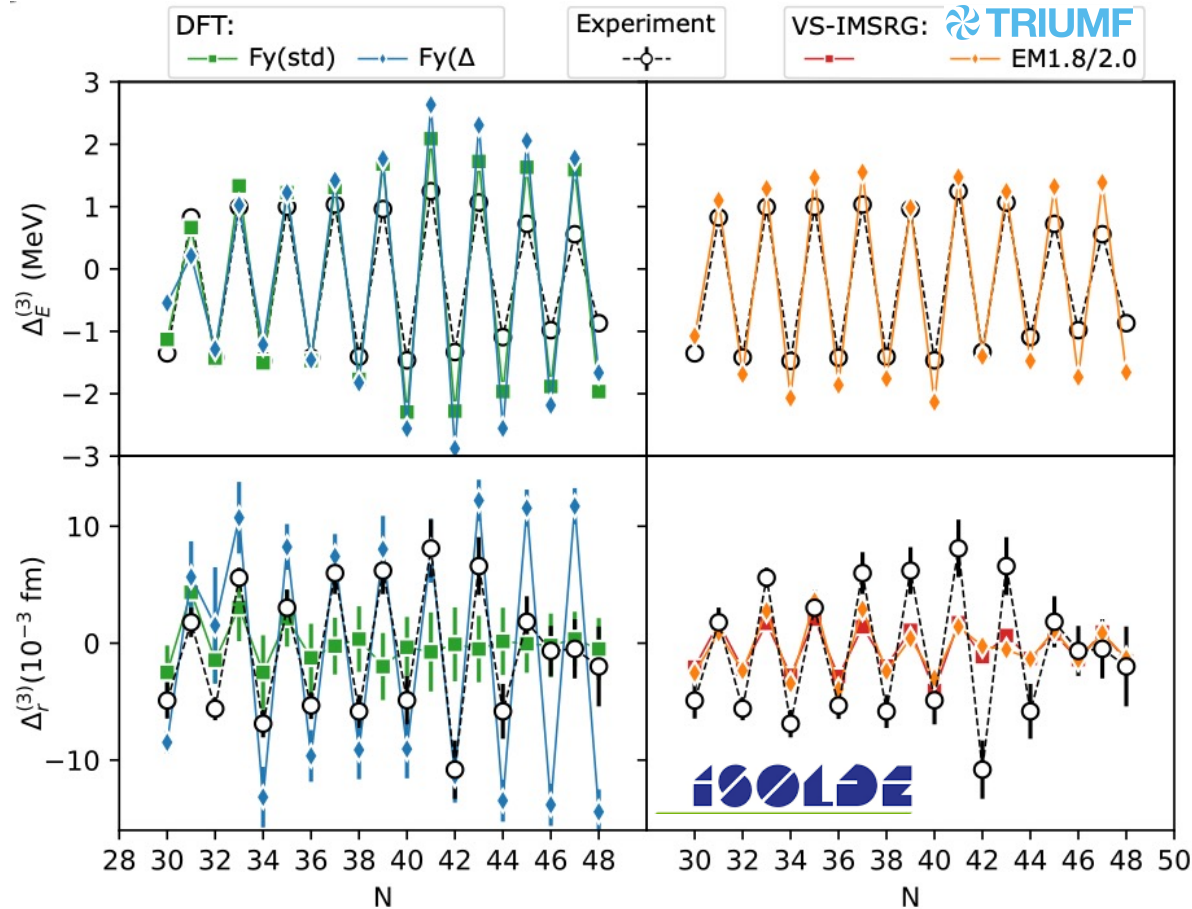 DFT: Experiment VS-IMSRG: TRIUMF
Fy(std) Fy(Δ EM1.8/2.0
3
2
1
0
−1
−2
−3
Δ_E^(3) (MeV)
10
0
−10
Δ_r^(3)(10^−3 fm)
ISOLDE
28 30 32 34 36 38 40 42 44 46 48 30 32 34 36 38 40 42 44 46 48 50
N N